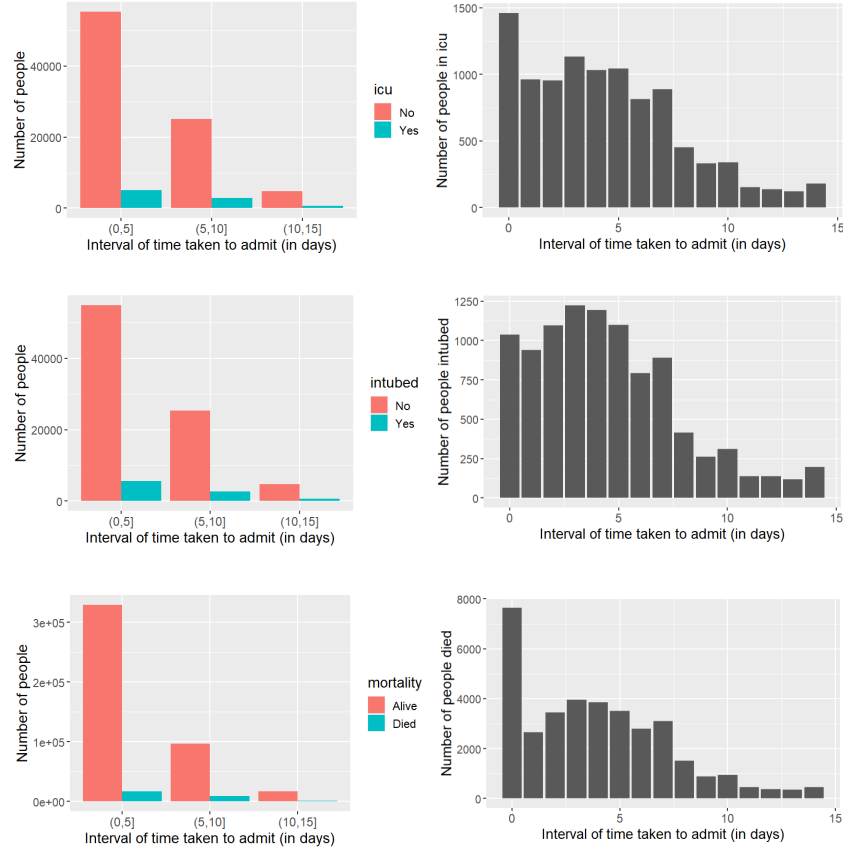 Number of people
40000
20000
0
(0,5]
(5,10]
(10,15]
Interval of time taken to admit (in days)
icu
No
Yes
Number of people in icu
1500
1000
500
0
0
5
10
15
Interval of time taken to admit (in days)
Number of people
40000
20000
0
(0,5]
(5,10]
(10,15]
Interval of time taken to admit (in days)
intubed
No
Yes
Number of people intubed
1250
1000
750
500
250
0
0
5
10
15
Interval of time taken to admit (in days)
Number of people
3e+05
2e+05
1e+05
0e+00
(0,5]
(5,10]
(10,15]
Interval of time taken to admit (in days)
mortality
Alive
Died
Number of people died
8000
6000
4000
2000
0
0
5
10
15
Interval of time taken to admit (in days)